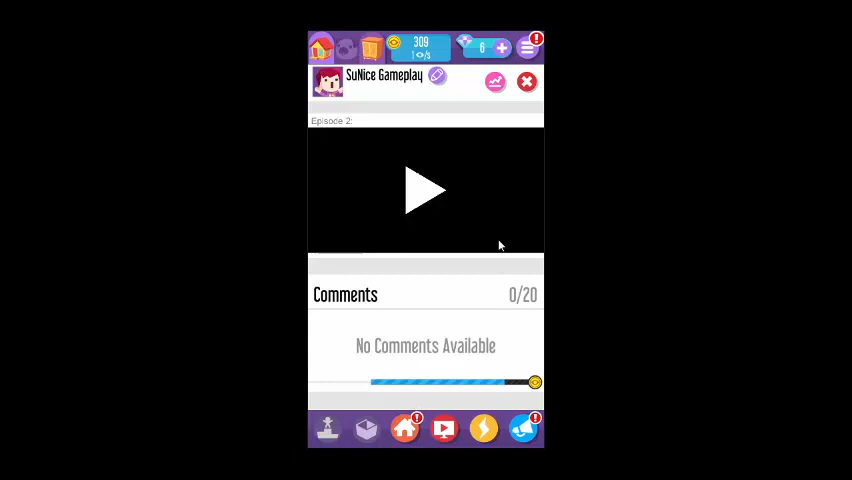 309
6
1 /s
SuNice Gameplay
Episode 2:
Comments
0/20
No Comments Available